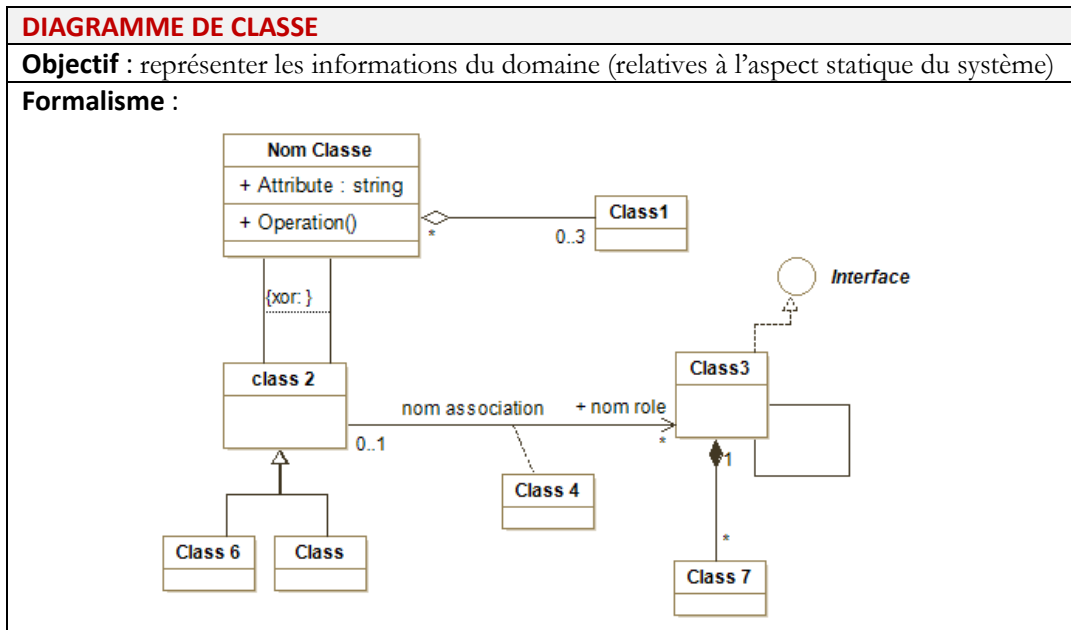 DIAGRAMME DE CLASSE
Objectif : représenter les informations du domaine (relatives à l’aspect statique du système)
Formalisme :
Nom Classe
+ Attribute : string
+ Operation()
*
0..3
Class1
{xor: }
Interface
class 2
Class3
nom association
+ nom role
0..1
*
1
Class 4
Class 6
Class
*
Class 7